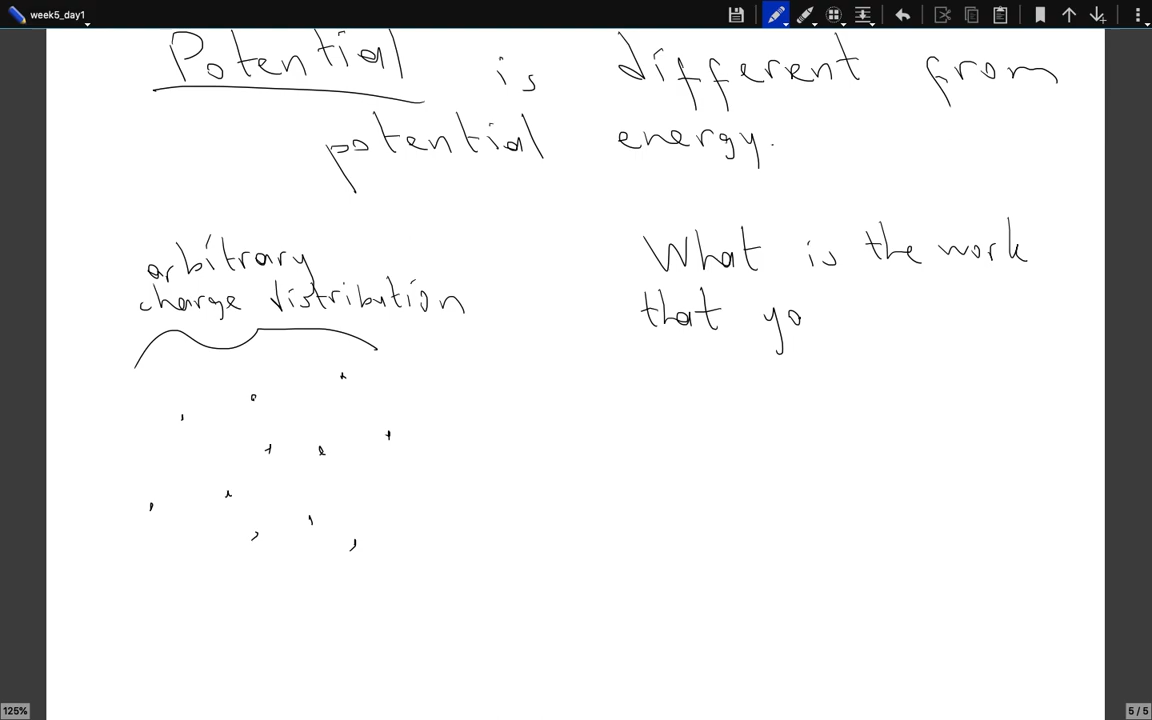 week5_day1
Potential is different from
potential energy.
arbitrary
charge distribution
What is the work
that yo
125%
5 / 5